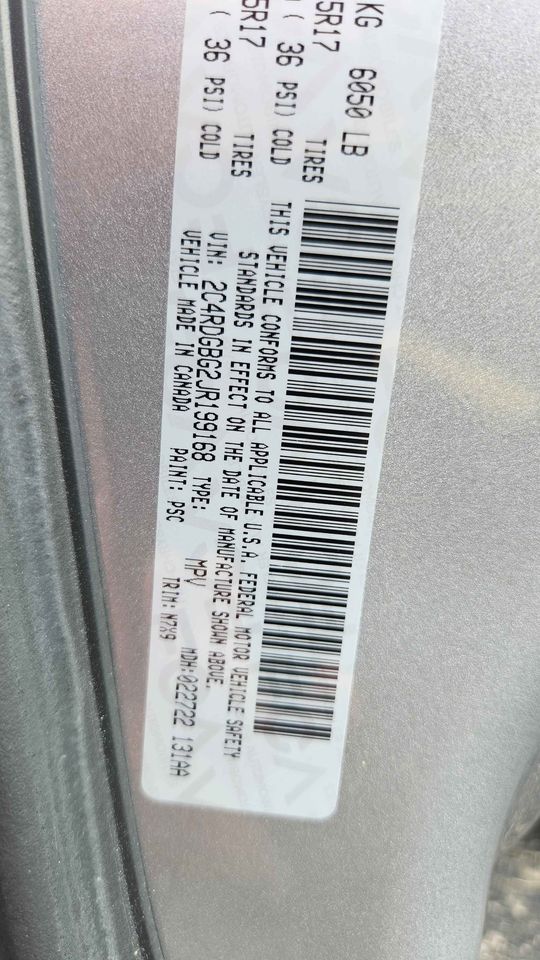 KG 6050 LB
5R17 TIRES
( 36 PSI) COLD
5R17 TIRES
( 36 PSI) COLD
THIS VEHICLE CONFORMS TO ALL APPLICABLE U.S.A. FEDERAL MOTOR VEHICLE SAFETY
STANDARDS IN EFFECT ON THE DATE OF MANUFACTURE SHOWN ABOVE.
VIN: 2C4RDGBG2JR199168 TYPE: MPV
VEHICLE MADE IN CANADA PAINT: PSC TRIM: M7X9 MDH:022722 131AA